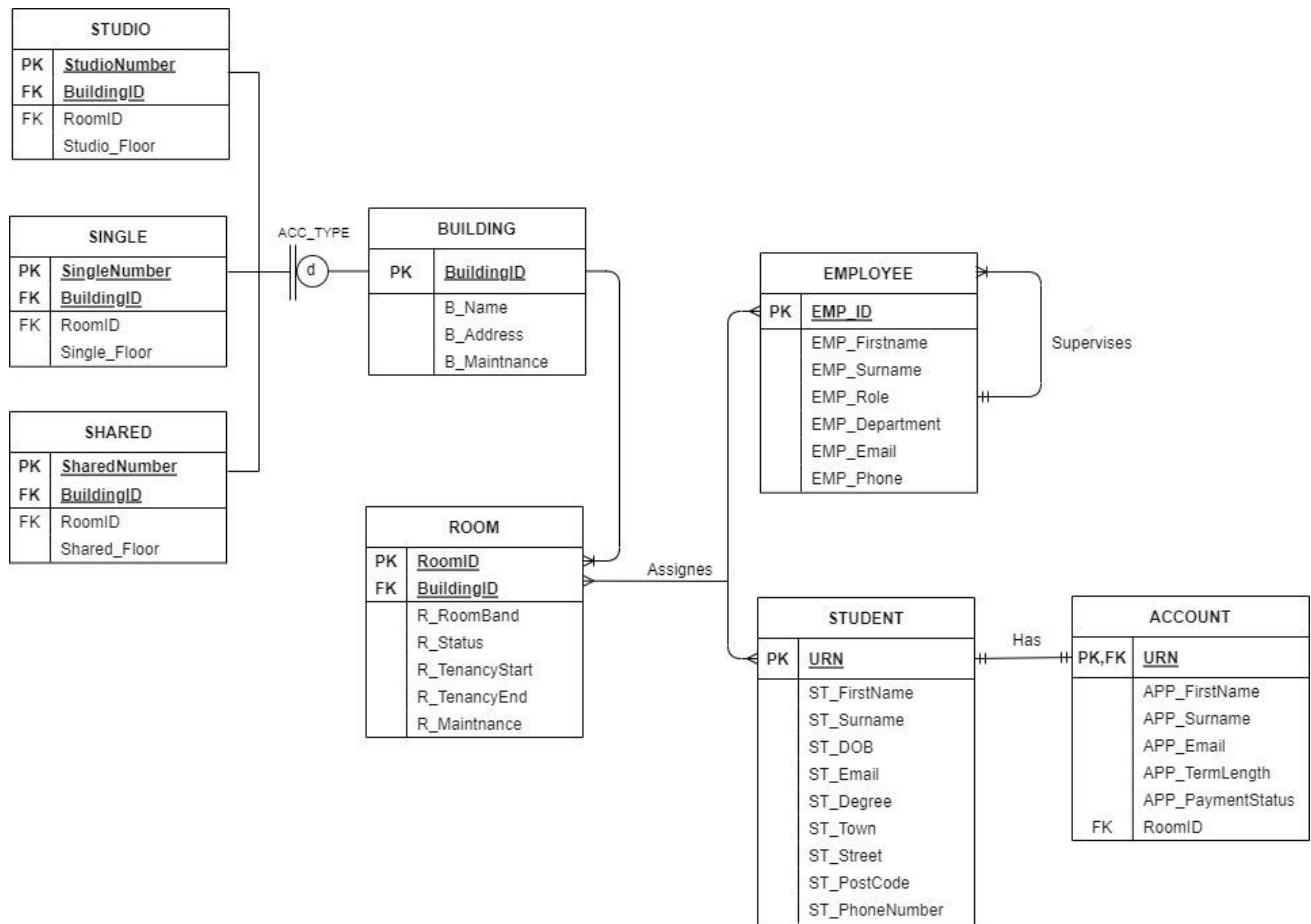 STUDIO
PK StudioNumber
FK BuildingID
FK RoomID
Studio_Floor
SINGLE
PK SingleNumber
FK BuildingID
FK RoomID
Single_Floor
SHARED
PK SharedNumber
FK BuildingID
FK RoomID
Shared_Floor
ACC_TYPE
d
BUILDING
PK BuildingID
B_Name
B_Address
B_Maintnance
ROOM
PK RoomID
FK BuildingID
R_RoomBand
R_Status
R_TenancyStart
R_TenancyEnd
R_Maintnance
Assignes
EMPLOYEE
PK EMP_ID
EMP_Firstname
EMP_Surname
EMP_Role
EMP_Department
EMP_Email
EMP_Phone
Supervises
STUDENT
PK URN
ST_FirstName
ST_Surname
ST_DOB
ST_Email
ST_Degree
ST_Town
ST_Street
ST_PostCode
ST_PhoneNumber
Has
ACCOUNT
PK,FK URN
APP_FirstName
APP_Surname
APP_Email
APP_TermLength
APP_PaymentStatus
FK RoomID